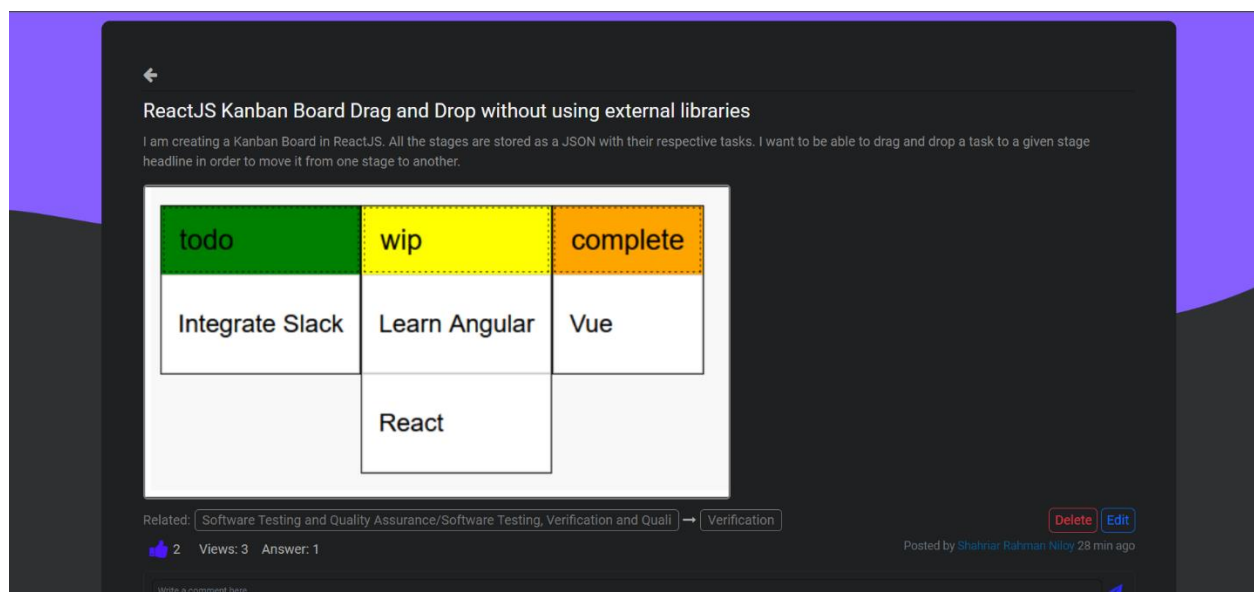 ReactJS Kanban Board Drag and Drop without using external libraries
I am creating a Kanban Board in ReactJS. All the stages are stored as a JSON with their respective tasks. I want to be able to drag and drop a task to a given stage
headline in order to move it from one stage to another.
todo wip complete
Integrate Slack Learn Angular Vue
React
Related: Software Testing and Quality Assurance/Software Testing, Verification and Quali Verification Delete Edit
2 Views: 3 Answer: 1 Posted by Shahriar Rahman Niloy 28 min ago
Write a comment here